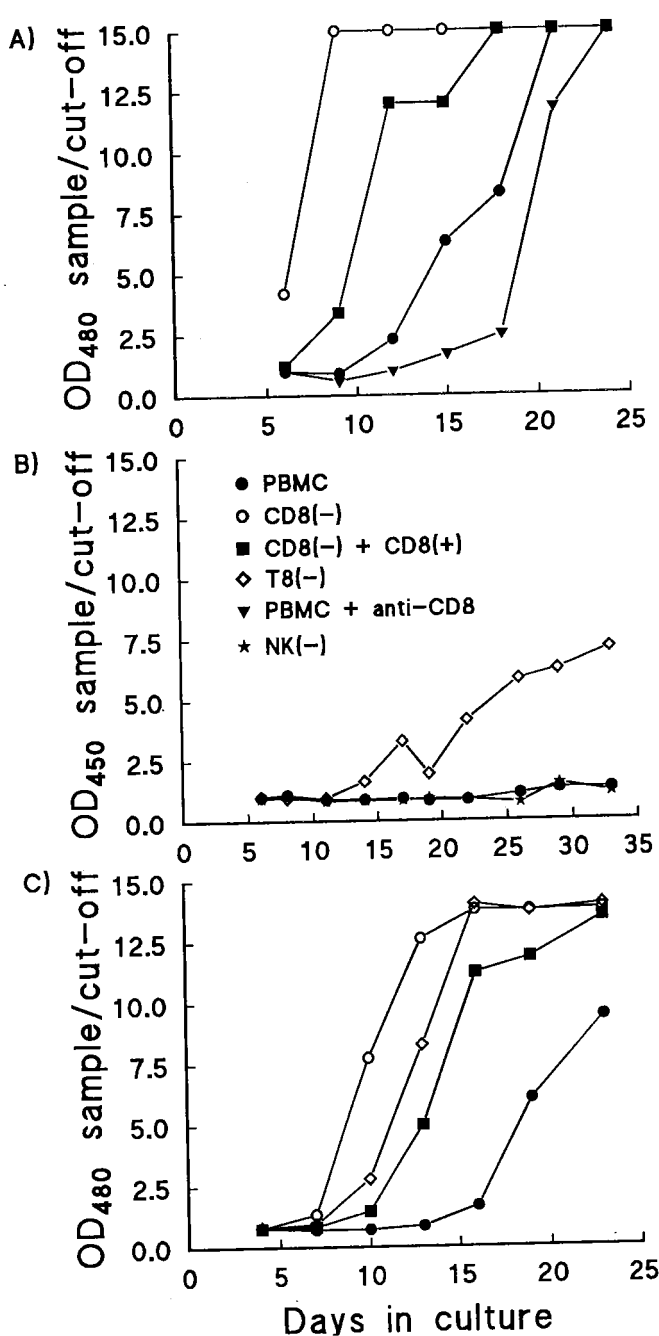 A)
OD480 sample/cut-off
15.0
12.5
10.0
7.5
5.0
2.5
0.0
0 5 10 15 20 25
B)
OD450 sample/cut-off
15.0
12.5
10.0
7.5
5.0
2.5
0.0
PBMC
CD8(-)
CD8(-) + CD8(+)
T8(-)
PBMC + anti-CD8
NK(-)
0 5 10 15 20 25 30 35
C)
OD480 sample/cut-off
15.0
12.5
10.0
7.5
5.0
2.5
0.0
0 5 10 15 20 25
Days in culture